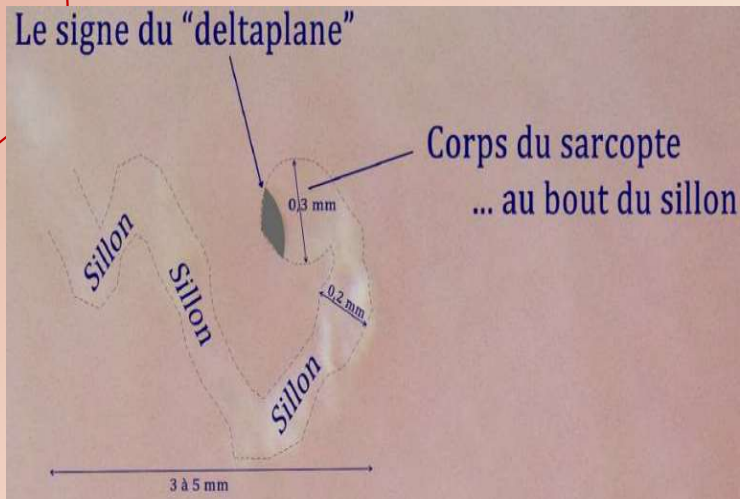 Le signe du “deltaplane”
Corps du sarcopte
... au bout du sillon
0,3 mm
Sillon
Sillon
0,2 mm
Sillon
3 à 5 mm